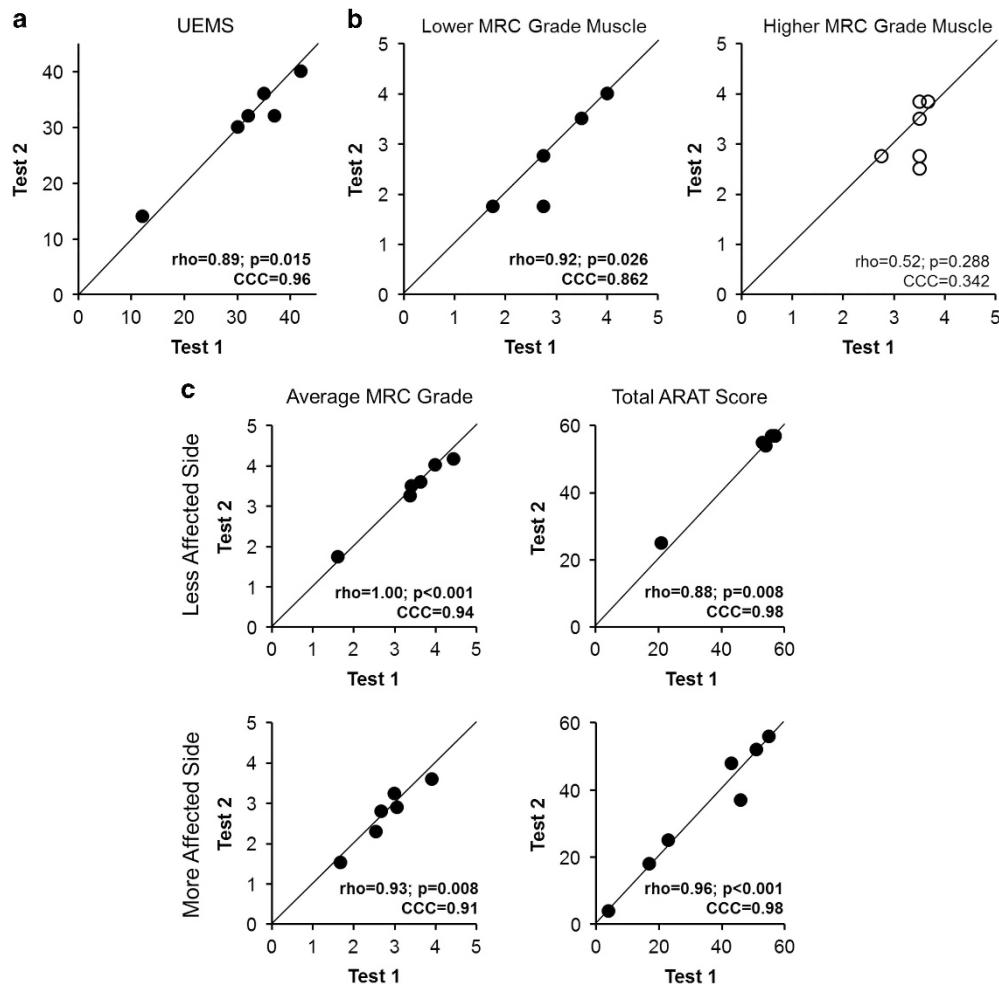 a
UEMS
40
30
20
10
0
0 10 20 30 40
Test 2
Test 1
rho=0.89; p=0.015
CCC=0.96
b
Lower MRC Grade Muscle
5
4
3
2
1
0
0 1 2 3 4 5
Test 2
Test 1
rho=0.92; p=0.026
CCC=0.862
Higher MRC Grade Muscle
5
4
3
2
1
0
0 1 2 3 4 5
Test 2
Test 1
rho=0.52; p=0.288
CCC=0.342
c
Less Affected Side
Average MRC Grade
5
4
3
2
1
0
0 1 2 3 4 5
Test 2
Test 1
rho=1.00; p<0.001
CCC=0.94
Total ARAT Score
60
40
20
0
0 20 40 60
Test 2
Test 1
rho=0.88; p=0.008
CCC=0.98
More Affected Side
5
4
3
2
1
0
0 1 2 3 4 5
Test 2
Test 1
rho=0.93; p=0.008
CCC=0.91
60
40
20
0
0 20 40 60
Test 2
Test 1
rho=0.96; p<0.001
CCC=0.98